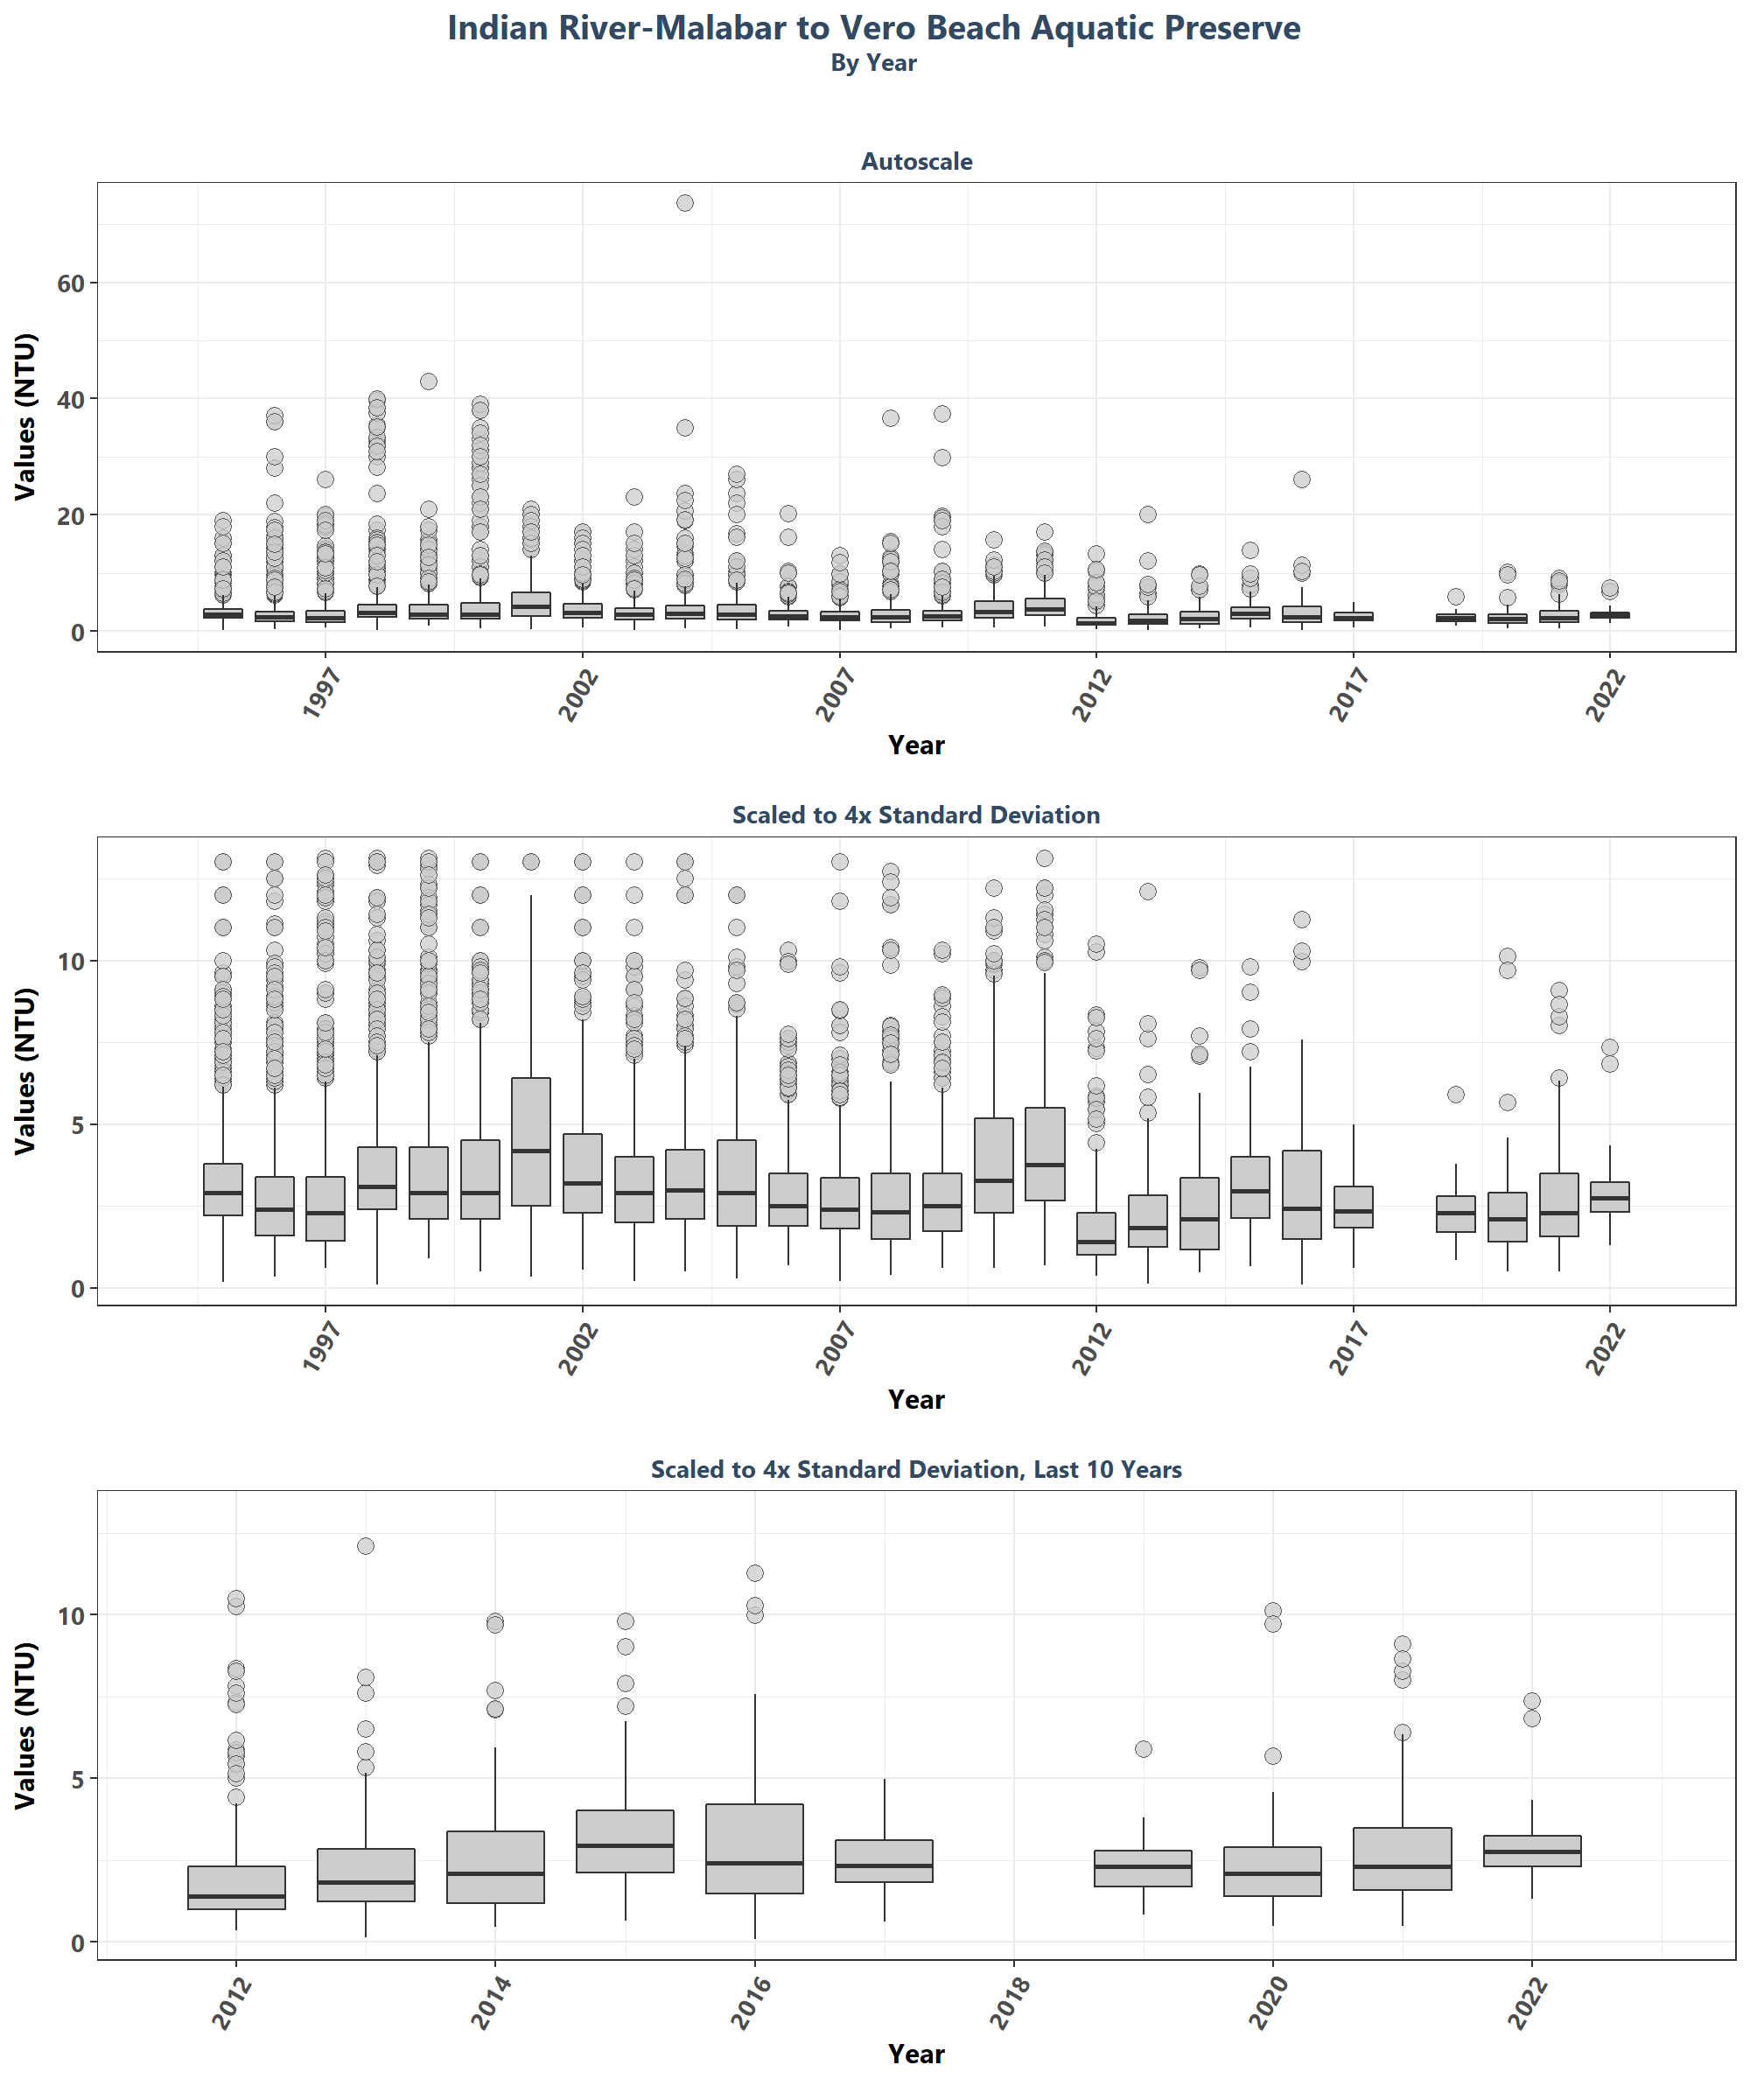 Indian River-Malabar to Vero Beach Aquatic Preserve
By Year
Autoscale
Values (NTU)
60
40
20
0
1997
2002
2007
2012
2017
2022
Year
Scaled to 4x Standard Deviation
Values (NTU)
10
5
0
1997
2002
2007
2012
2017
2022
Year
Scaled to 4x Standard Deviation, Last 10 Years
Values (NTU)
10
5
0
2012
2014
2016
2018
2020
2022
Year